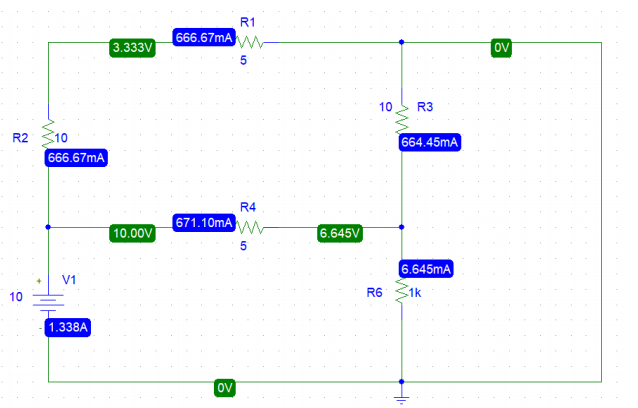 R1
666.67mA
3.333V
0V
5
10
R3
R2
10
664.45mA
666.67mA
R4
671.10mA
10.00V
6.645V
5
6.645mA
V1
+
10
R6
1k
-
1.338A
0V